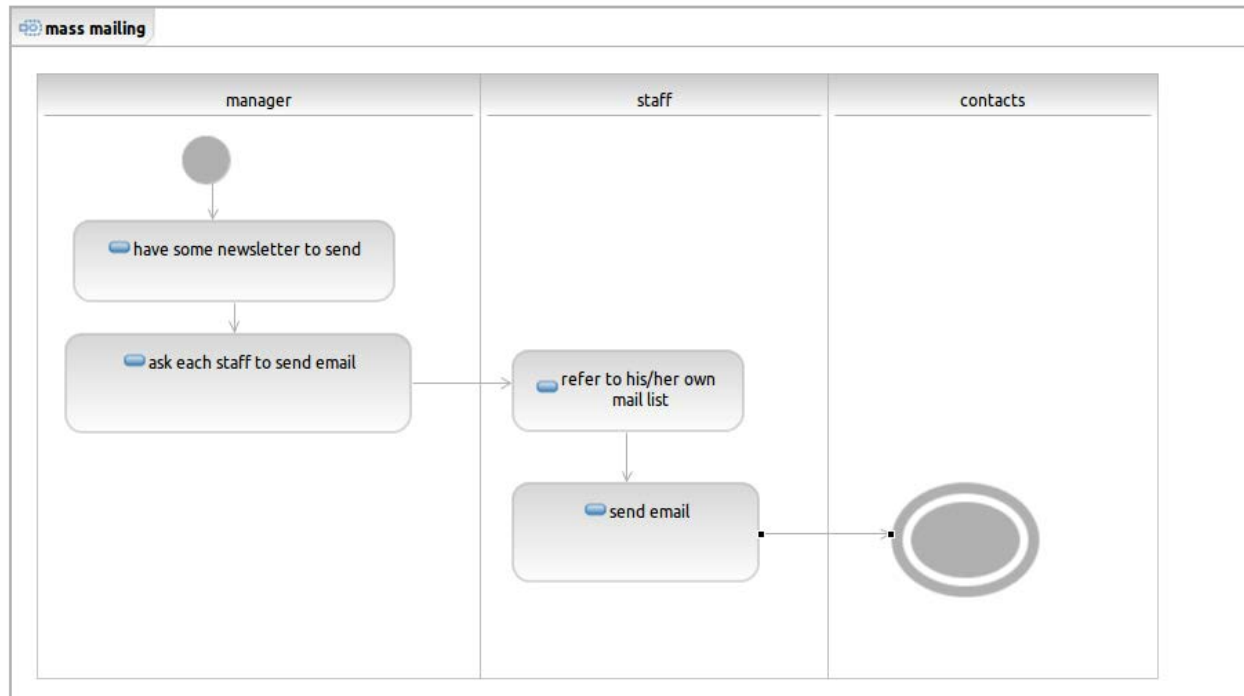 mass mailing
manager
staff
contacts
have some newsletter to send
ask each staff to send email
refer to his/her own
mail list
send email